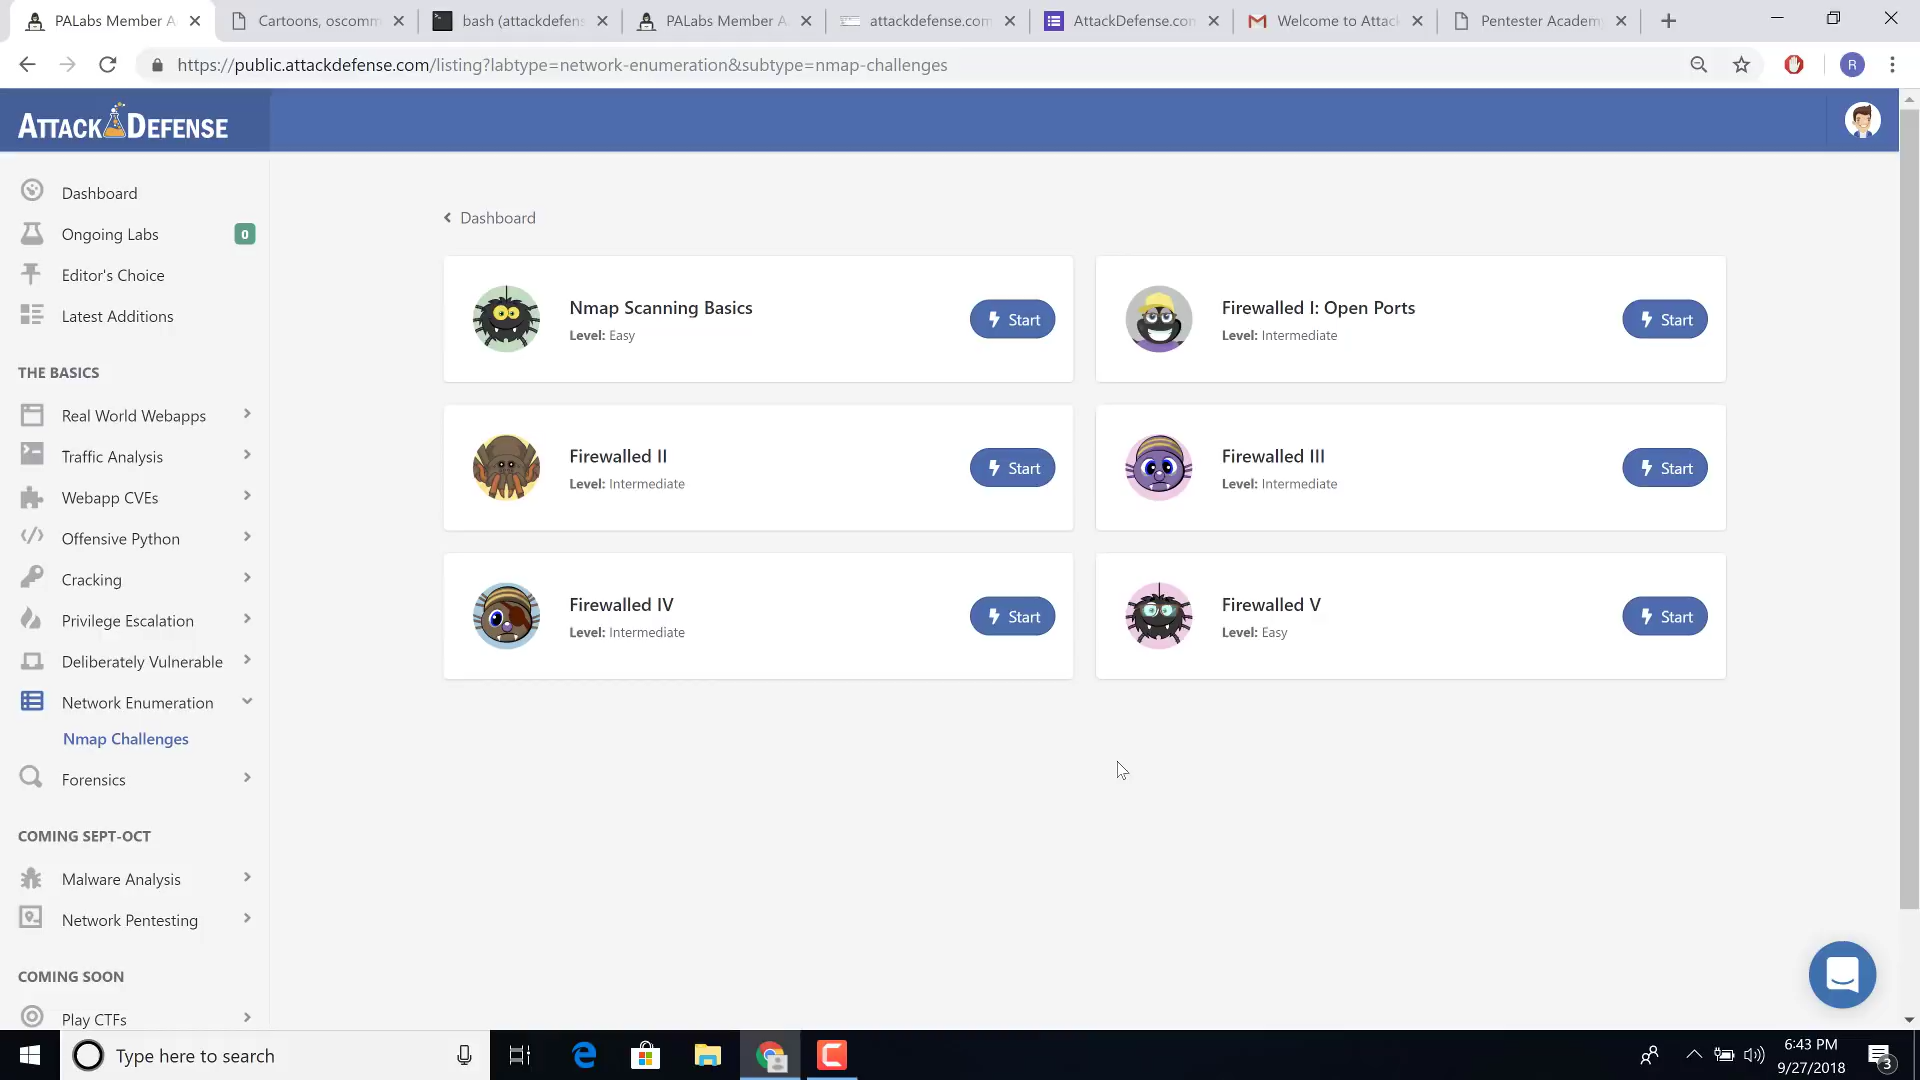 PALabs Member A
Cartoons, oscomm
bash (attackdefens
PALabs Member A
attackdefense.com
AttackDefense.co
Welcome to Attac
Pentester Academ
https://public.attackdefense.com/listing?labtype=network-enumeration&subtype=nmap-challenges
R
ATTACK DEFENSE
Dashboard
Ongoing Labs 0
Editor's Choice
Latest Additions
THE BASICS
Real World Webapps
Traffic Analysis
Webapp CVEs
Offensive Python
Cracking
Privilege Escalation
Deliberately Vulnerable
Network Enumeration
Nmap Challenges
Forensics
COMING SEPT-OCT
Malware Analysis
Network Pentesting
COMING SOON
Play CTFs
Dashboard
Nmap Scanning Basics
Level: Easy
Start
Firewalled I: Open Ports
Level: Intermediate
Start
Firewalled II
Level: Intermediate
Start
Firewalled III
Level: Intermediate
Start
Firewalled IV
Level: Intermediate
Start
Firewalled V
Level: Easy
Start
Type here to search
6:43 PM
9/27/2018
3